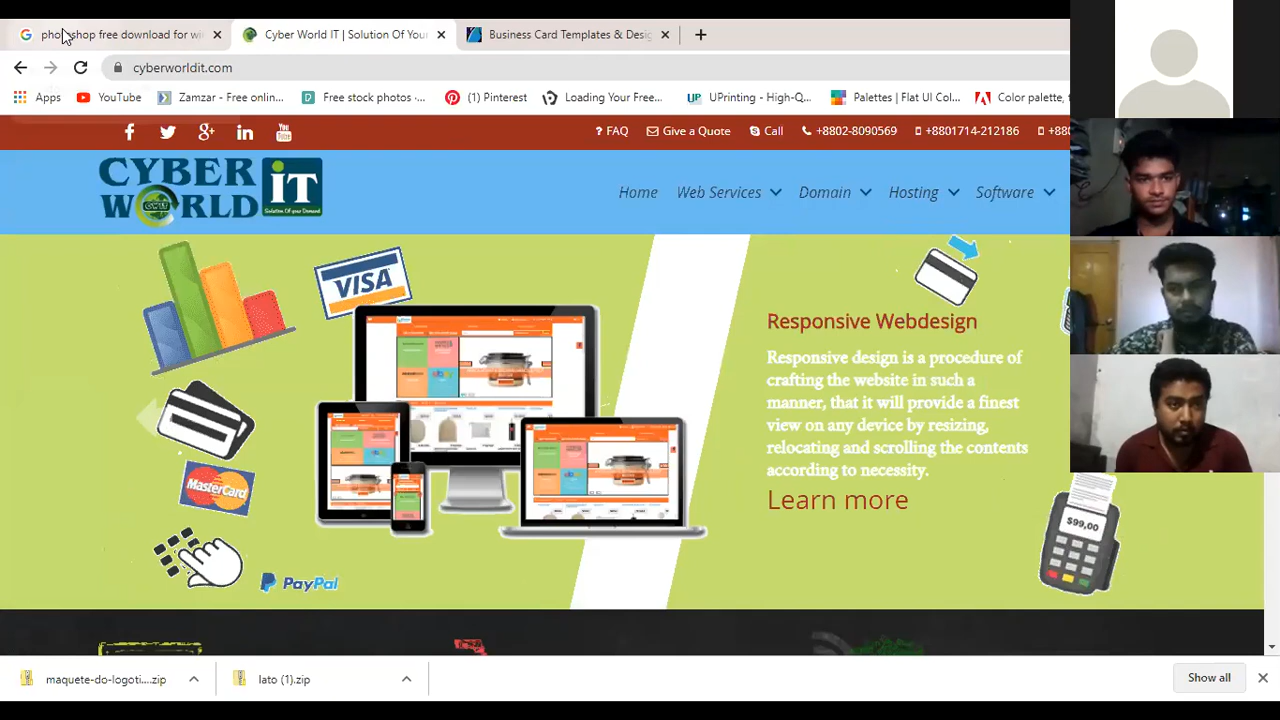 photoshop free download for wi
Cyber World IT | Solution Of Your
Business Card Templates & Desig
cyberworldit.com
Apps
YouTube
Zamzar - Free onlin...
Free stock photos ·...
(1) Pinterest
Loading Your Free...
UPrinting - High-Q...
Palettes | Flat UI Col...
Color palette, t
FAQ
Give a Quote
Call
+8802-8090569
+8801714-212186
+880
CYBER
WORLD
CWIT
iT
Solution Of your Demand
Home
Web Services
Domain
Hosting
Software
VISA
MasterCard
PayPal
Responsive Webdesign
Responsive design is a procedure of
crafting the website in such a
manner, that it will provide a finest
view on any device by resizing,
relocating and scrolling the contents
according to necessity.
Learn more
$99,00
maquete-do-logoti....zip
lato (1).zip
Show all